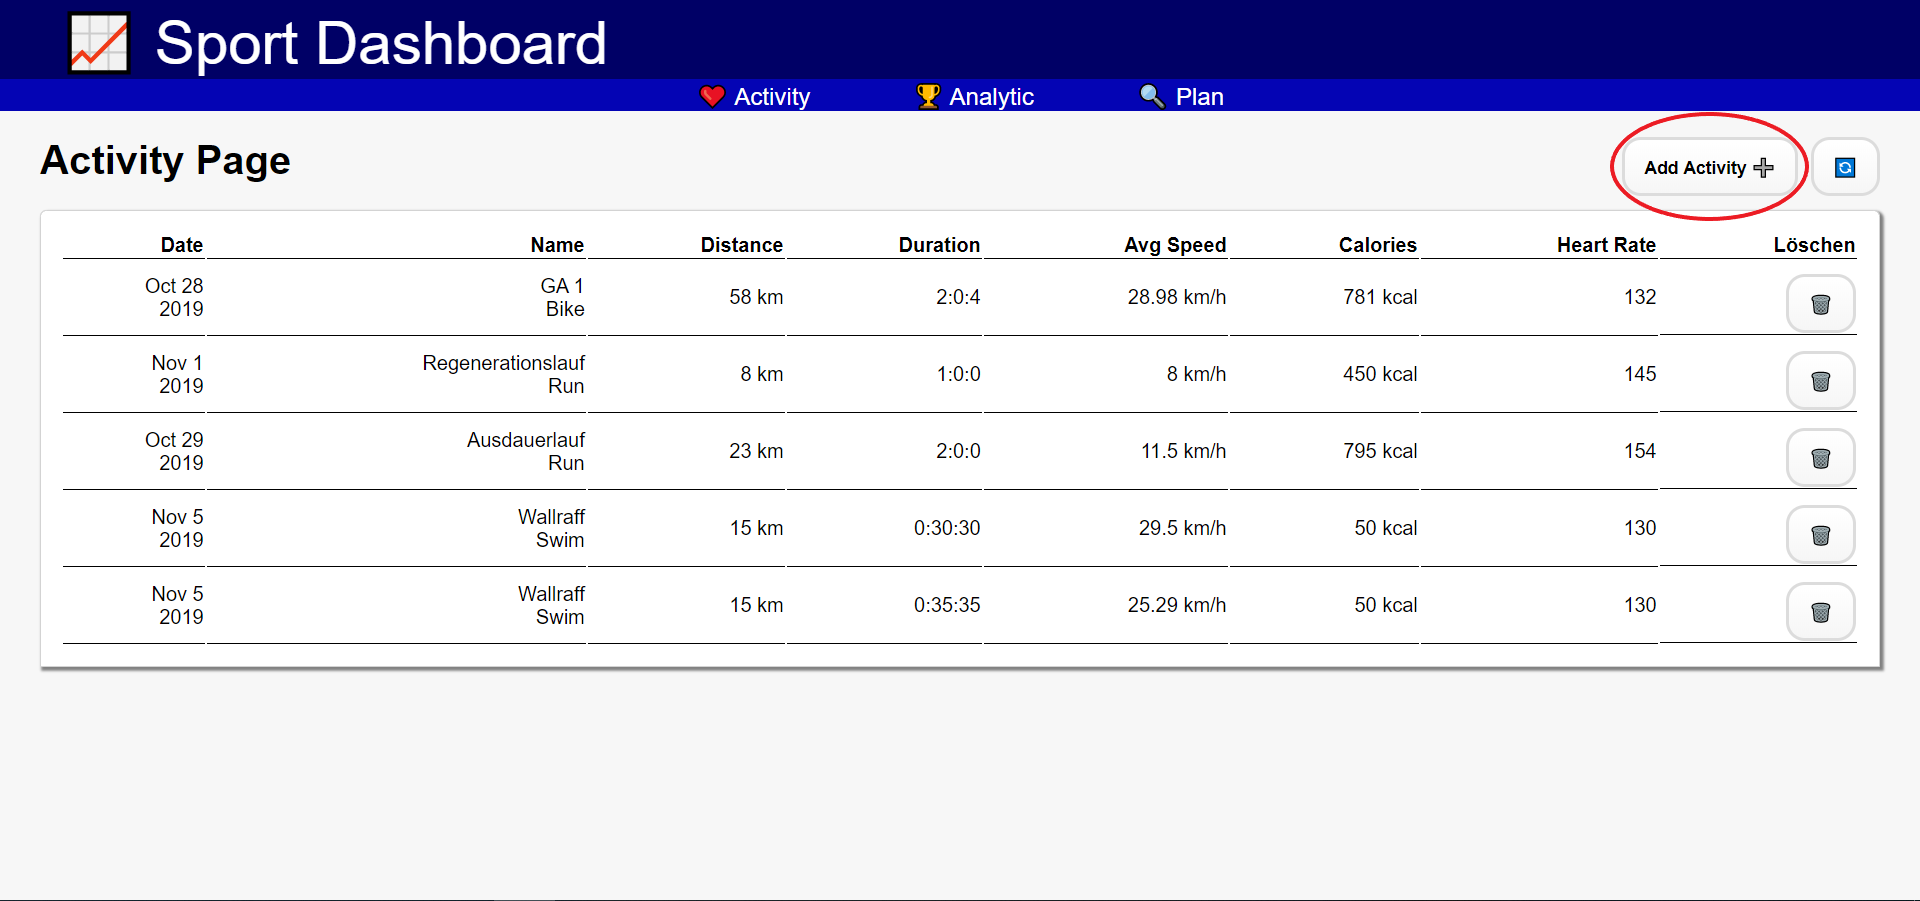 Sport Dashboard
Activity Analytic Plan
Activity Page
Add Activity
Date Name Distance Duration Avg Speed Calories Heart Rate Löschen
Oct 28 GA 1
2019 Bike 58 km 2:0:4 28.98 km/h 781 kcal 132
Nov 1 Regenerationslauf
2019 Run 8 km 1:0:0 8 km/h 450 kcal 145
Oct 29 Ausdauerlauf
2019 Run 23 km 2:0:0 11.5 km/h 795 kcal 154
Nov 5 Wallraff
2019 Swim 15 km 0:30:30 29.5 km/h 50 kcal 130
Nov 5 Wallraff
2019 Swim 15 km 0:35:35 25.29 km/h 50 kcal 130